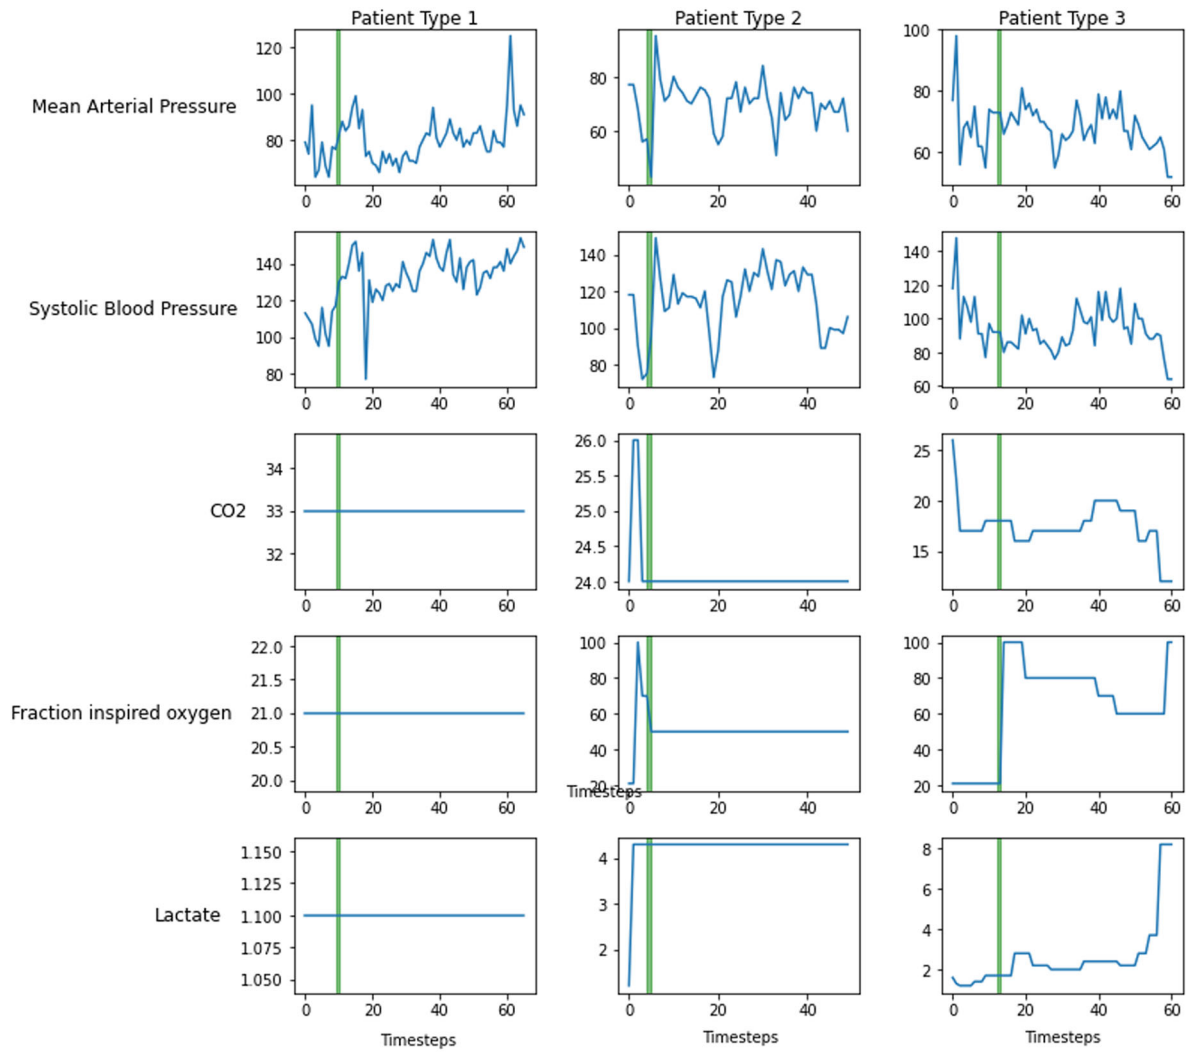 Patient Type 1 Patient Type 2 Patient Type 3
Mean Arterial Pressure
120
100
80
0 20 40 60
80
60
0 20 40
100
80
60
0 20 40 60
Systolic Blood Pressure
140
120
100
80
0 20 40 60
140
120
100
80
0 20 40
140
120
100
80
60
0 20 40 60
CO2
34
33
32
0 20 40 60
26.0
25.5
25.0
24.5
24.0
0 20 40
25
20
15
0 20 40 60
Fraction inspired oxygen
22.0
21.5
21.0
20.5
20.0
0 20 40 60
100
80
60
40
20
Timesteps
0 20 40
100
80
60
40
20
0 20 40 60
Lactate
1.150
1.125
1.100
1.075
1.050
0 20 40 60
4
3
2
0 20 40
8
6
4
2
0 20 40 60
Timesteps Timesteps Timesteps